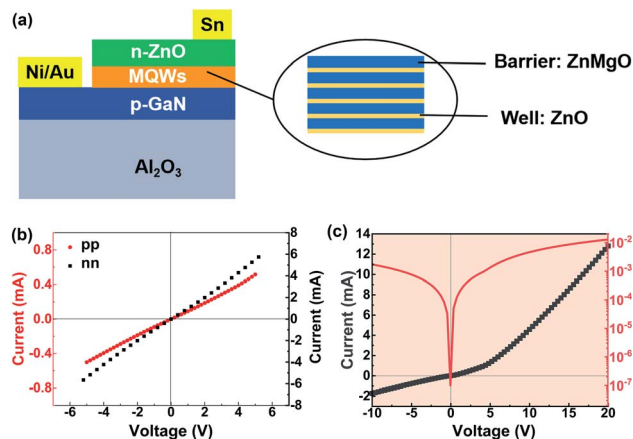 (a)
Sn
n-ZnO
Ni/Au
MQWs
p-GaN
Al₂O₃
Barrier: ZnMgO
Well: ZnO
(b)
pp
nn
Current (mA)
0.8
0.4
0.0
-0.4
-0.8
8
6
4
2
0
-2
-4
-6
-8
Current (mA)
-6 -4 -2 0 2 4 6
Voltage (V)
(c)
Current (mA)
14
12
10
8
6
4
2
0
-2
10⁻²
10⁻³
10⁻⁴
10⁻⁵
10⁻⁶
10⁻⁷
Current (mA)
-10 -5 0 5 10 15 20
Voltage (V)